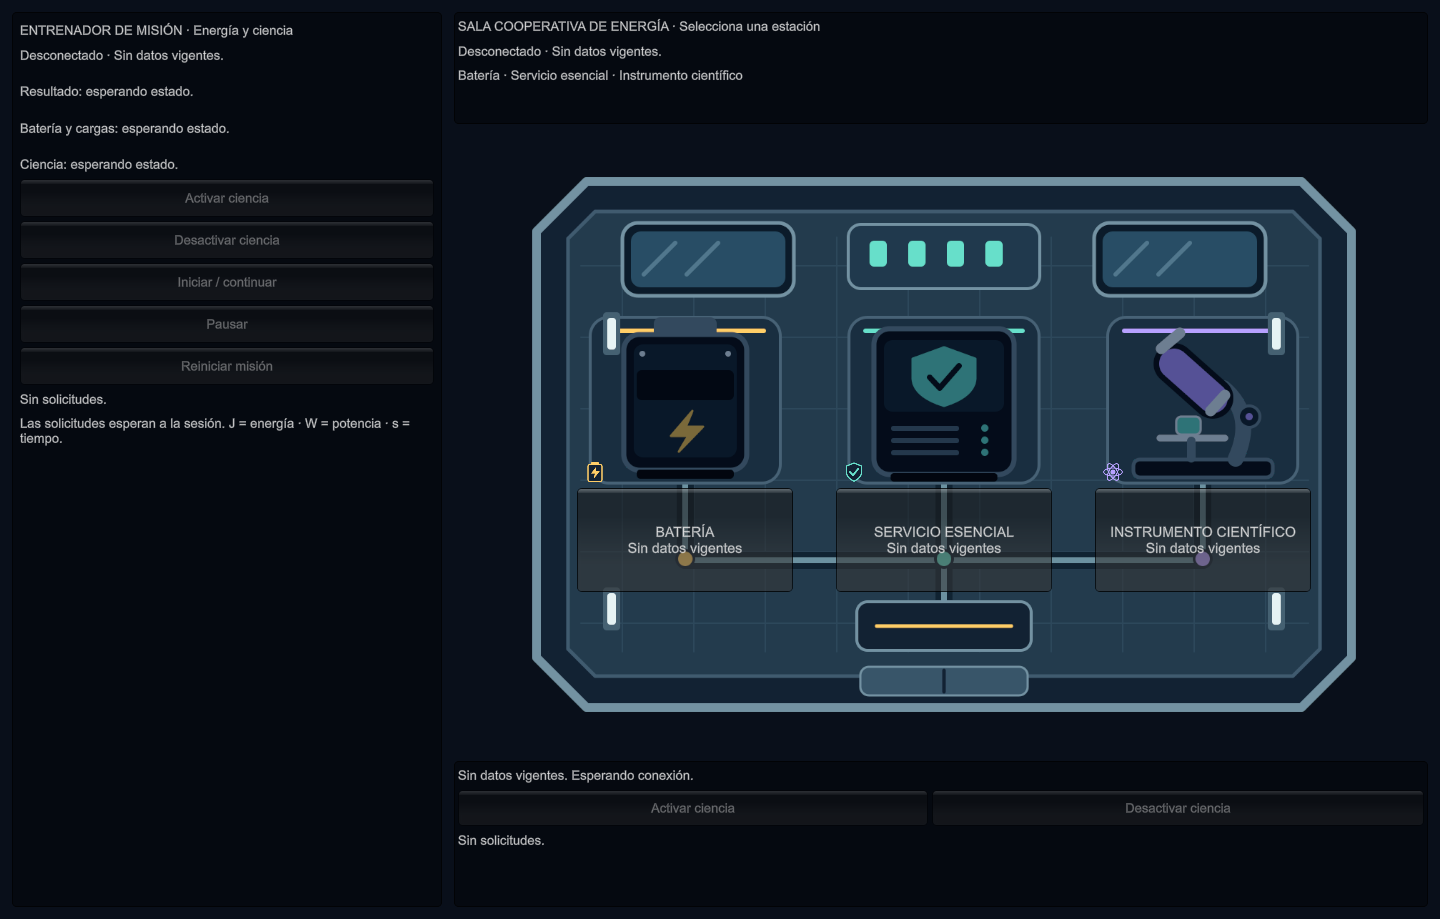 ENTRENADOR DE MISIÓN · Energía y ciencia
Desconectado · Sin datos vigentes.
Resultado: esperando estado.
Batería y cargas: esperando estado.
Ciencia: esperando estado.
Activar ciencia
Desactivar ciencia
Iniciar / continuar
Pausar
Reiniciar misión
Sin solicitudes.
Las solicitudes esperan a la sesión. J = energía · W = potencia · s =
tiempo.
SALA COOPERATIVA DE ENERGÍA · Selecciona una estación
Desconectado · Sin datos vigentes.
Batería · Servicio esencial · Instrumento científico
BATERÍA
Sin datos vigentes
SERVICIO ESENCIAL
Sin datos vigentes
INSTRUMENTO CIENTÍFICO
Sin datos vigentes
Sin datos vigentes. Esperando conexión.
Activar ciencia
Desactivar ciencia
Sin solicitudes.